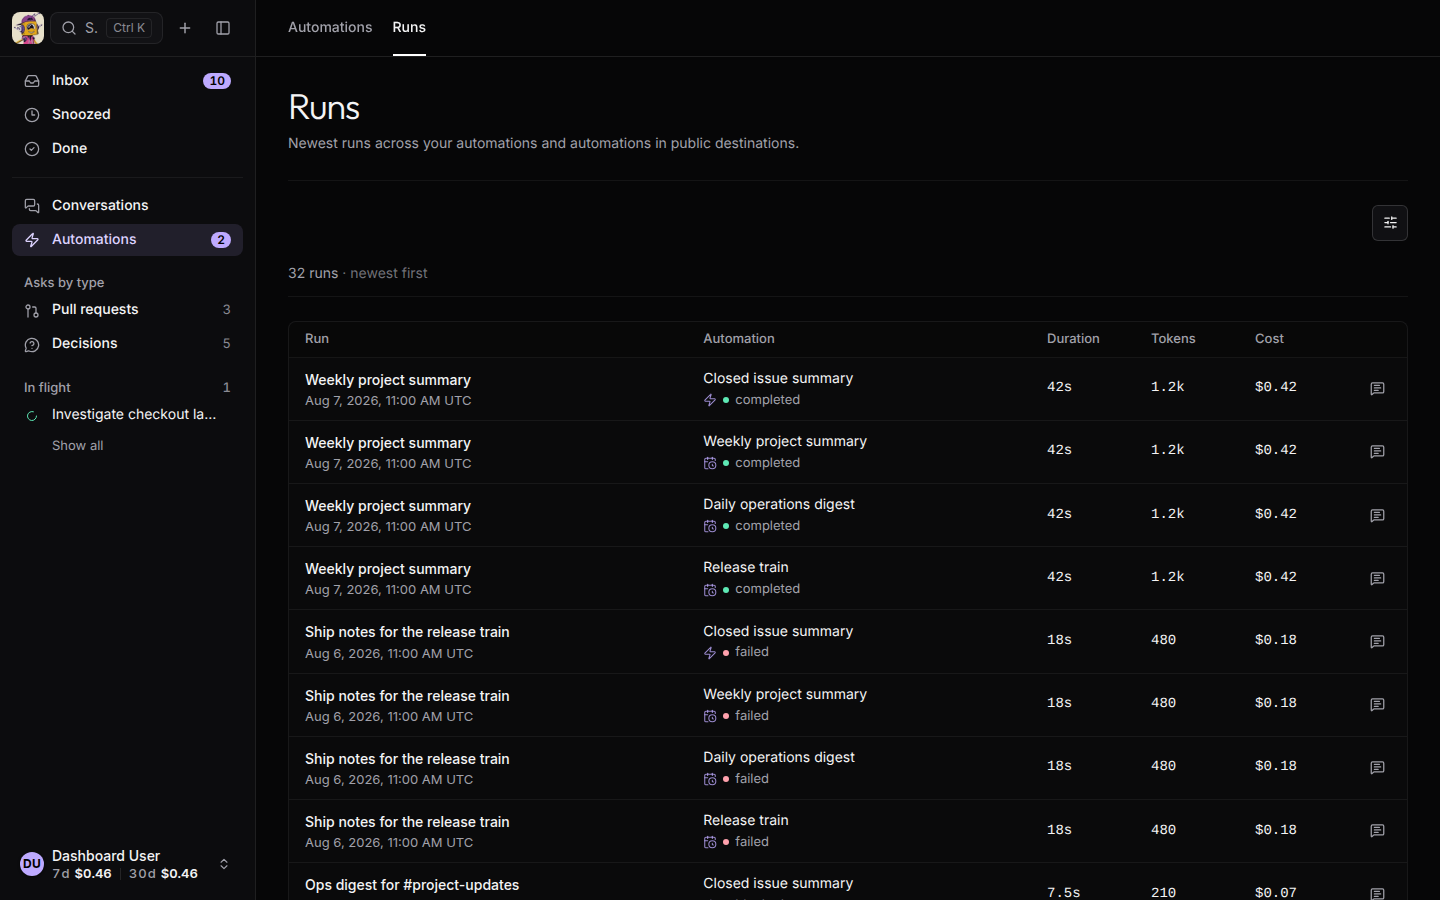 S. Ctrl K
Inbox 10
Snoozed
Done
Conversations
Automations 2
Asks by type
Pull requests 3
Decisions 5
In flight 1
Investigate checkout la...
Show all
DU Dashboard User
7d $0.46 | 30d $0.46
Automations Runs
Runs
Newest runs across your automations and automations in public destinations.
32 runs · newest first
Run Automation Duration Tokens Cost
Weekly project summary Closed issue summary 42s 1.2k $0.42
Aug 7, 2026, 11:00 AM UTC completed
Weekly project summary Weekly project summary 42s 1.2k $0.42
Aug 7, 2026, 11:00 AM UTC completed
Weekly project summary Daily operations digest 42s 1.2k $0.42
Aug 7, 2026, 11:00 AM UTC completed
Weekly project summary Release train 42s 1.2k $0.42
Aug 7, 2026, 11:00 AM UTC completed
Ship notes for the release train Closed issue summary 18s 480 $0.18
Aug 6, 2026, 11:00 AM UTC failed
Ship notes for the release train Weekly project summary 18s 480 $0.18
Aug 6, 2026, 11:00 AM UTC failed
Ship notes for the release train Daily operations digest 18s 480 $0.18
Aug 6, 2026, 11:00 AM UTC failed
Ship notes for the release train Release train 18s 480 $0.18
Aug 6, 2026, 11:00 AM UTC failed
Ops digest for #project-updates Closed issue summary 7.5s 210 $0.07